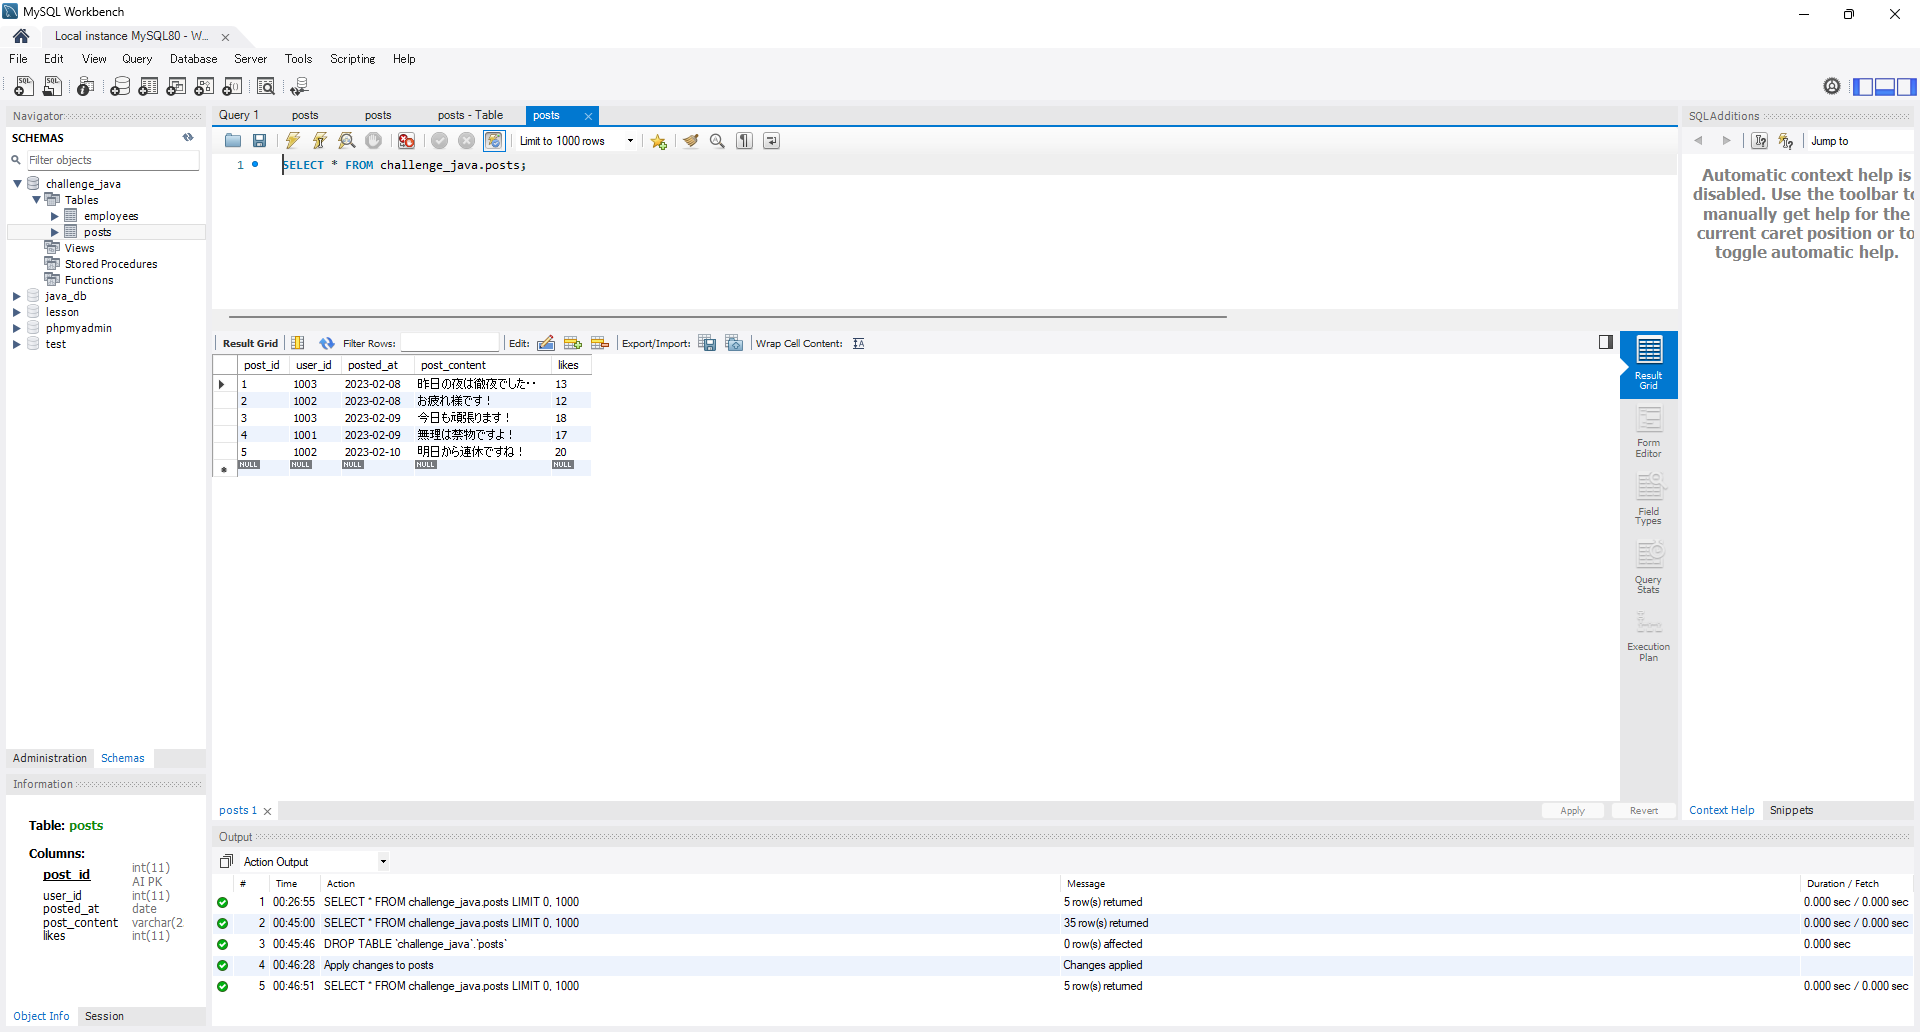 MySQL Workbench
Local instance MySQL80 - W...
File Edit View Query Database Server Tools Scripting Help
Navigator
SCHEMAS
Filter objects
challenge_java
Tables
employees
posts
Views
Stored Procedures
Functions
java_db
lesson
phpmyadmin
test
Administration Schemas
Information
Table: posts
Columns:
post_id int(11)
AI PK
user_id int(11)
posted_at date
post_content varchar(2
likes int(11)
Object Info Session
Query 1 posts posts posts - Table posts
Limit to 1000 rows
1 SELECT * FROM challenge_java.posts;
Result Grid Filter Rows: Edit: Export/Import: Wrap Cell Content:
post_id user_id posted_at post_content likes
1 1003 2023-02-08 昨日の夜は徹夜でした・・ 13
2 1002 2023-02-08 お疲れ様です！ 12
3 1003 2023-02-09 今日も頑張ります！ 18
4 1001 2023-02-09 無理は禁物ですよ！ 17
5 1002 2023-02-10 明日から連休ですね！ 20
NULL NULL NULL NULL NULL
Result
Grid
Form
Editor
Field
Types
Query
Stats
Execution
Plan
posts 1 Apply Revert
SQLAdditions
Jump to
Automatic context help is
disabled. Use the toolbar to
manually get help for the
current caret position or to
toggle automatic help.
Context Help Snippets
Output
Action Output
# Time Action Message Duration / Fetch
1 00:26:55 SELECT * FROM challenge_java.posts LIMIT 0, 1000 5 row(s) returned 0.000 sec / 0.000 sec
2 00:45:00 SELECT * FROM challenge_java.posts LIMIT 0, 1000 35 row(s) returned 0.000 sec / 0.000 sec
3 00:45:46 DROP TABLE `challenge_java`.`posts` 0 row(s) affected 0.000 sec
4 00:46:28 Apply changes to posts Changes applied
5 00:46:51 SELECT * FROM challenge_java.posts LIMIT 0, 1000 5 row(s) returned 0.000 sec / 0.000 sec